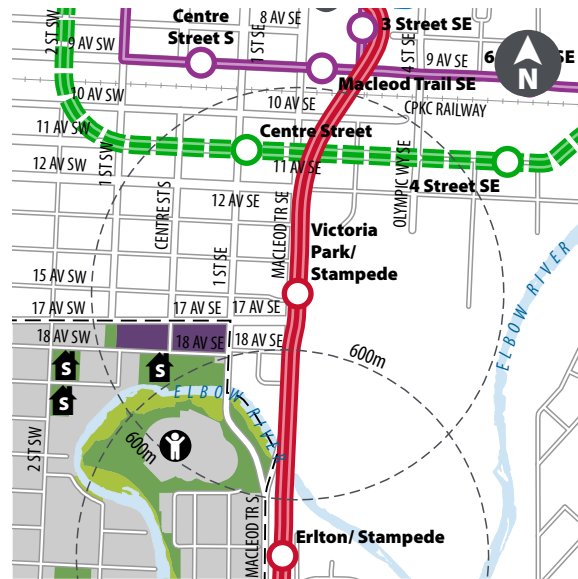 Centre
Street S
8 AV SE
3 Street SE
2 ST SW
9 AV SW
1 ST SE
4 ST SE
9 AV SE
6
N
Macleod Trail SE
10 AV SW
10 AV SE
CPKC RAILWAY
11 AV SW
Centre Street
12 AV SW
1 ST SW
11 AV SE
OLYMPIC WY SE
4 Street SE
CENTRE ST S
12 AV SE
MACLEOD TR SE
Victoria
Park/
Stampede
1 ST SE
ELBOW RIVER
15 AV SW
17 AV SW
17 AV SE
17 AV SE
18 AV SW
18 AV SE
18 AV SE
600m
S
S
S
ELBOW RIVER
2 ST SW
600m
MACLEOD TR S
Erlton/ Stampede